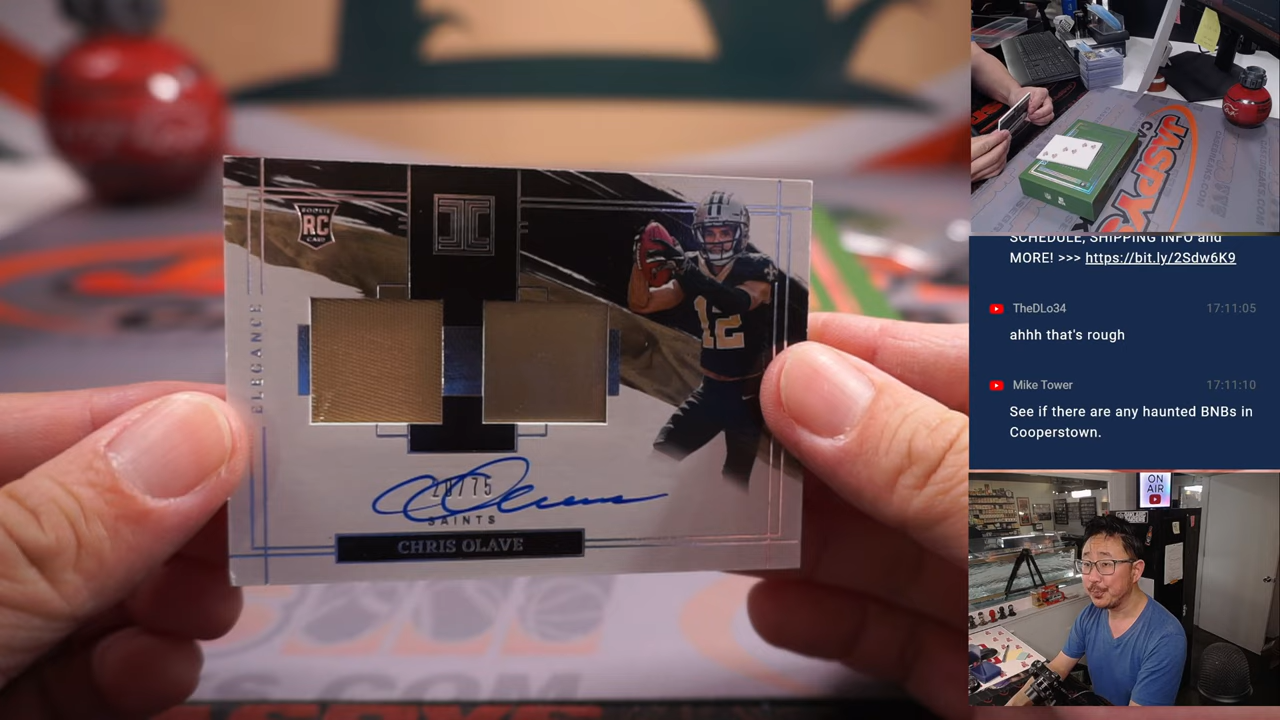 ROOKIE
RC
CARD
ELEGANCE
12
/75
SAINTS
CHRIS OLAVE
JASPY'S
SCHEDULE, SHIPPING INFO and
MORE! >>> https://bit.ly/2Sdw6K9
TheDLo34
17:11:05
ahhh that's rough
Mike Tower
17:11:10
See if there are any haunted BNBs in
Cooperstown.
ON
AIR